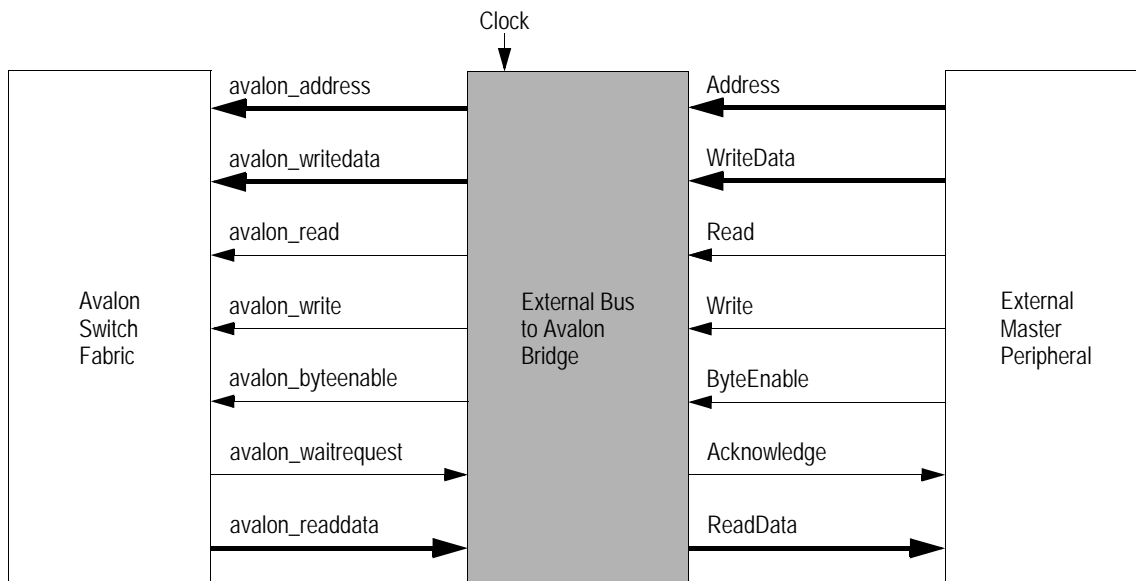 Clock
avalon_address
Address
avalon_writedata
WriteData
avalon_read
Read
Avalon
Switch
Fabric
avalon_write
External Bus
to Avalon
Bridge
Write
External
Master
Peripheral
avalon_byteenable
ByteEnable
avalon_waitrequest
Acknowledge
avalon_readdata
ReadData